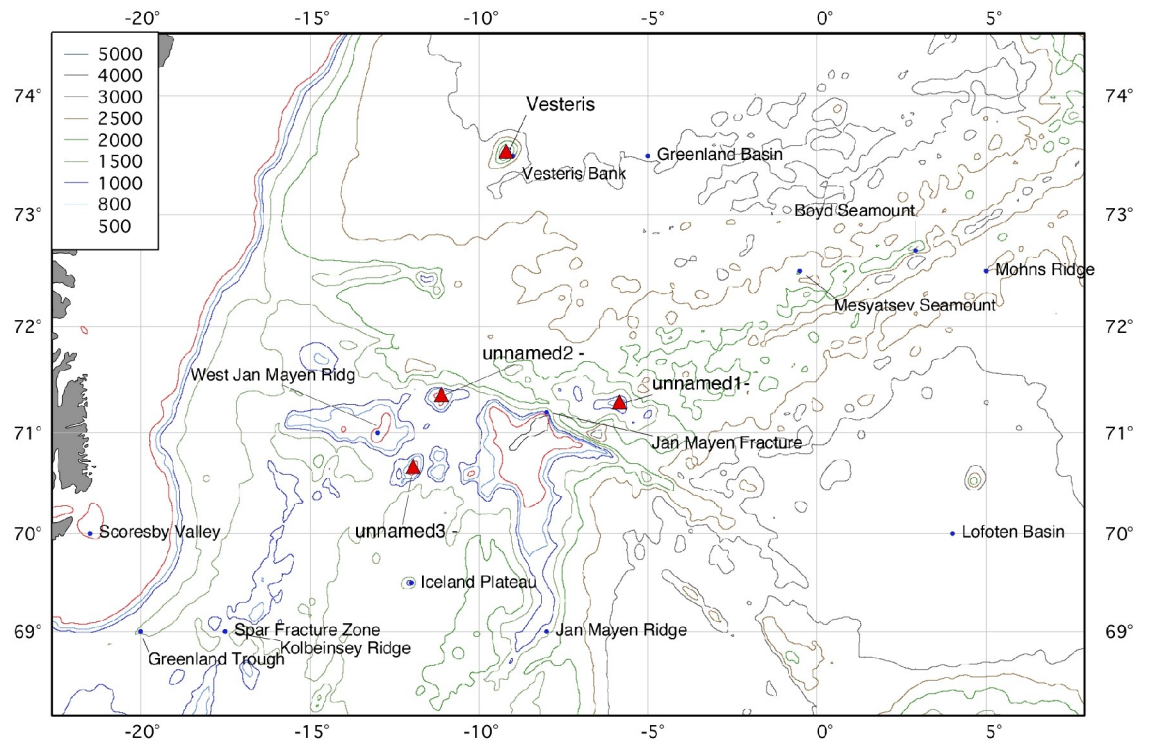 -20° -15° -10° -5° 0° 5°
5000
4000
3000
2500
2000
1500
1000
800
500
74° 74°
Vesteris
Greenland Basin
Vesteris Bank
73° 73°
Boyd Seamount
Mohns Ridge
Mesyatsev Seamount
72° 72°
unnamed2 -
West Jan Mayen Ridg
unnamed1-
71° 71°
Jan Mayen Fracture
70° 70°
Scoresby Valley
unnamed3 -
Lofoten Basin
Iceland Plateau
69° 69°
Spar Fracture Zone
Jan Mayen Ridge
Kolbeinsey Ridge
Greenland Trough
-20° -15° -10° -5° 0° 5°